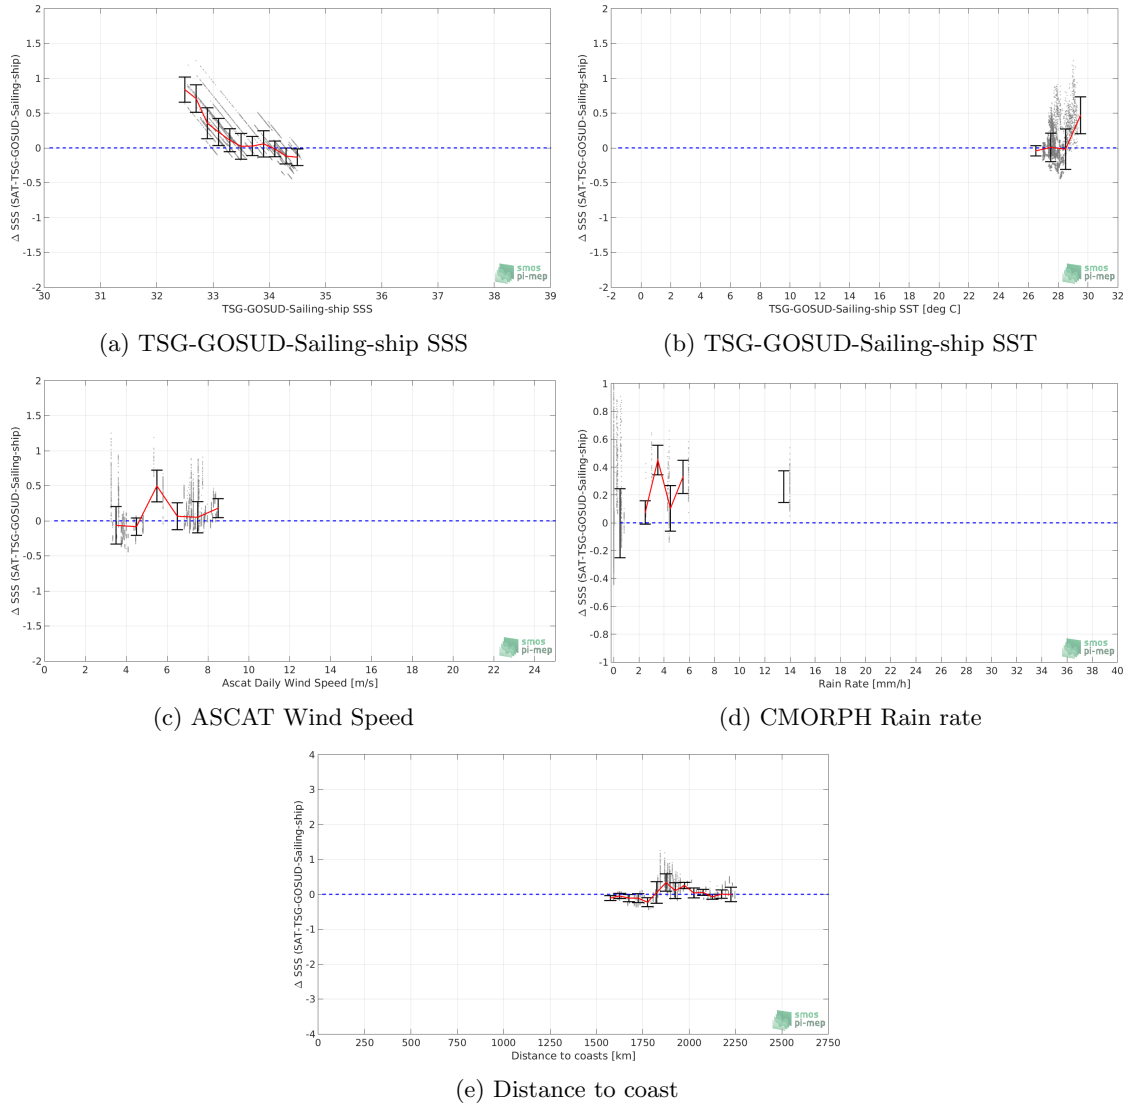 2
1.5
1
0.5
0
-0.5
-1
-1.5
-2
Δ SSS (SAT-TSG-GOSUD-Sailing-ship)
30 31 32 33 34 35 36 37 38 39
TSG-GOSUD-Sailing-ship SSS
smos
pi-mep
(a) TSG-GOSUD-Sailing-ship SSS
2
1.5
1
0.5
0
-0.5
-1
-1.5
-2
Δ SSS (SAT-TSG-GOSUD-Sailing-ship)
-2 0 2 4 6 8 10 12 14 16 18 20 22 24 26 28 30 32
TSG-GOSUD-Sailing-ship SST [deg C]
smos
pi-mep
(b) TSG-GOSUD-Sailing-ship SST
2
1.5
1
0.5
0
-0.5
-1
-1.5
-2
Δ SSS (SAT-TSG-GOSUD-Sailing-ship)
0 2 4 6 8 10 12 14 16 18 20 22 24
Ascat Daily Wind Speed [m/s]
smos
pi-mep
(c) ASCAT Wind Speed
1
0.8
0.6
0.4
0.2
0
-0.2
-0.4
-0.6
-0.8
-1
Δ SSS (SAT-TSG-GOSUD-Sailing-ship)
0 2 4 6 8 10 12 14 16 18 20 22 24 26 28 30 32 34 36 38 40
Rain Rate [mm/h]
smos
pi-mep
(d) CMORPH Rain rate
4
3
2
1
0
-1
-2
-3
-4
Δ SSS (SAT-TSG-GOSUD-Sailing-ship)
0 250 500 750 1000 1250 1500 1750 2000 2250 2500 2750
Distance to coasts [km]
smos
pi-mep
(e) Distance to coast